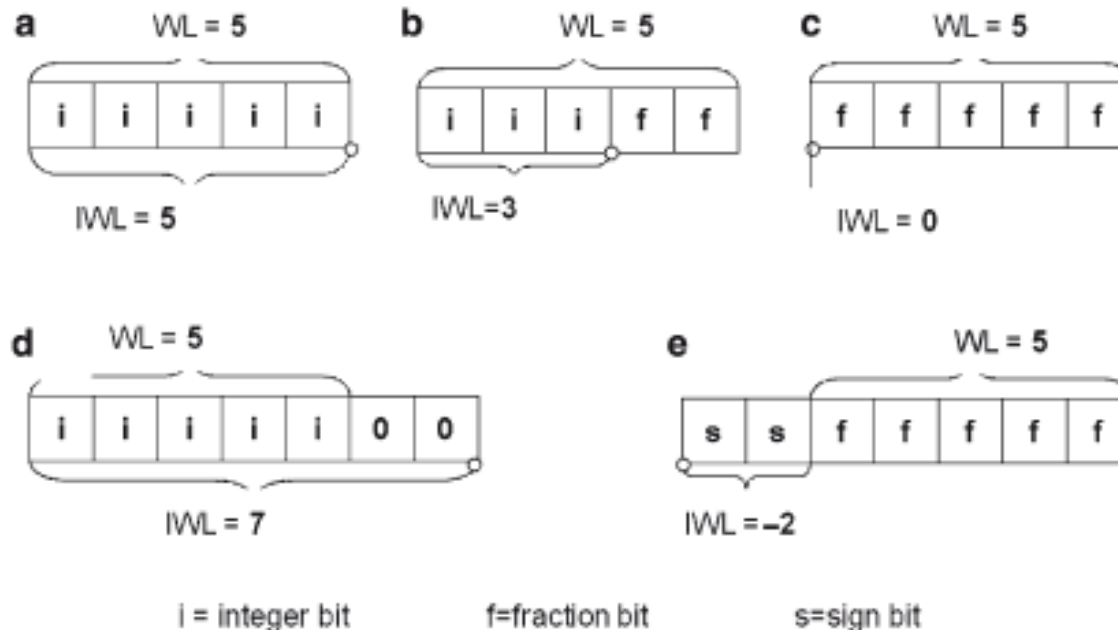 a WL = 5
b WL = 5
c WL = 5
i i i i i
i i i f f
f f f f f
IWL = 5
IWL=3
IWL = 0
d WL = 5
e WL = 5
i i i i i 0 0
s s f f f f f
IWL = 7
IWL = –2
i = integer bit f=fraction bit s=sign bit